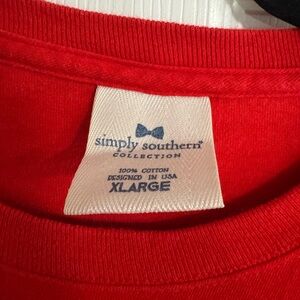 simply southern®
COLLECTION
100% COTTON
DESIGNED IN USA
XLARGE